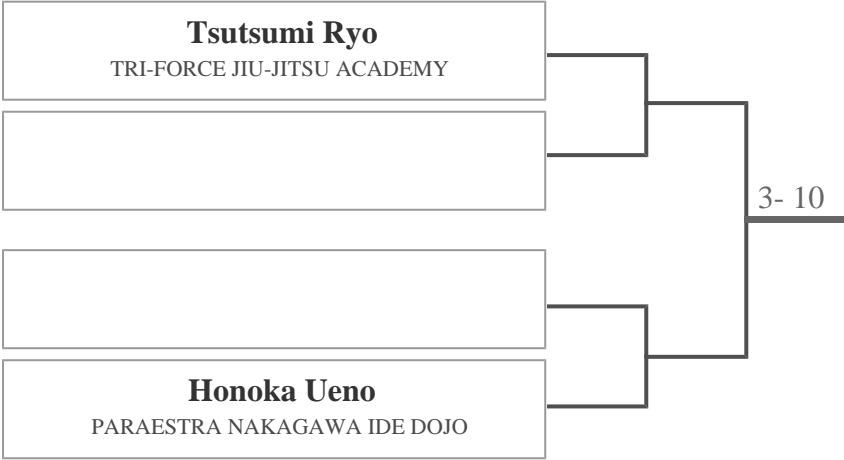 Tsutsumi Ryo
TRI-FORCE JIU-JITSU ACADEMY
3- 10
Honoka Ueno
PARAESTRA NAKAGAWA IDE DOJO